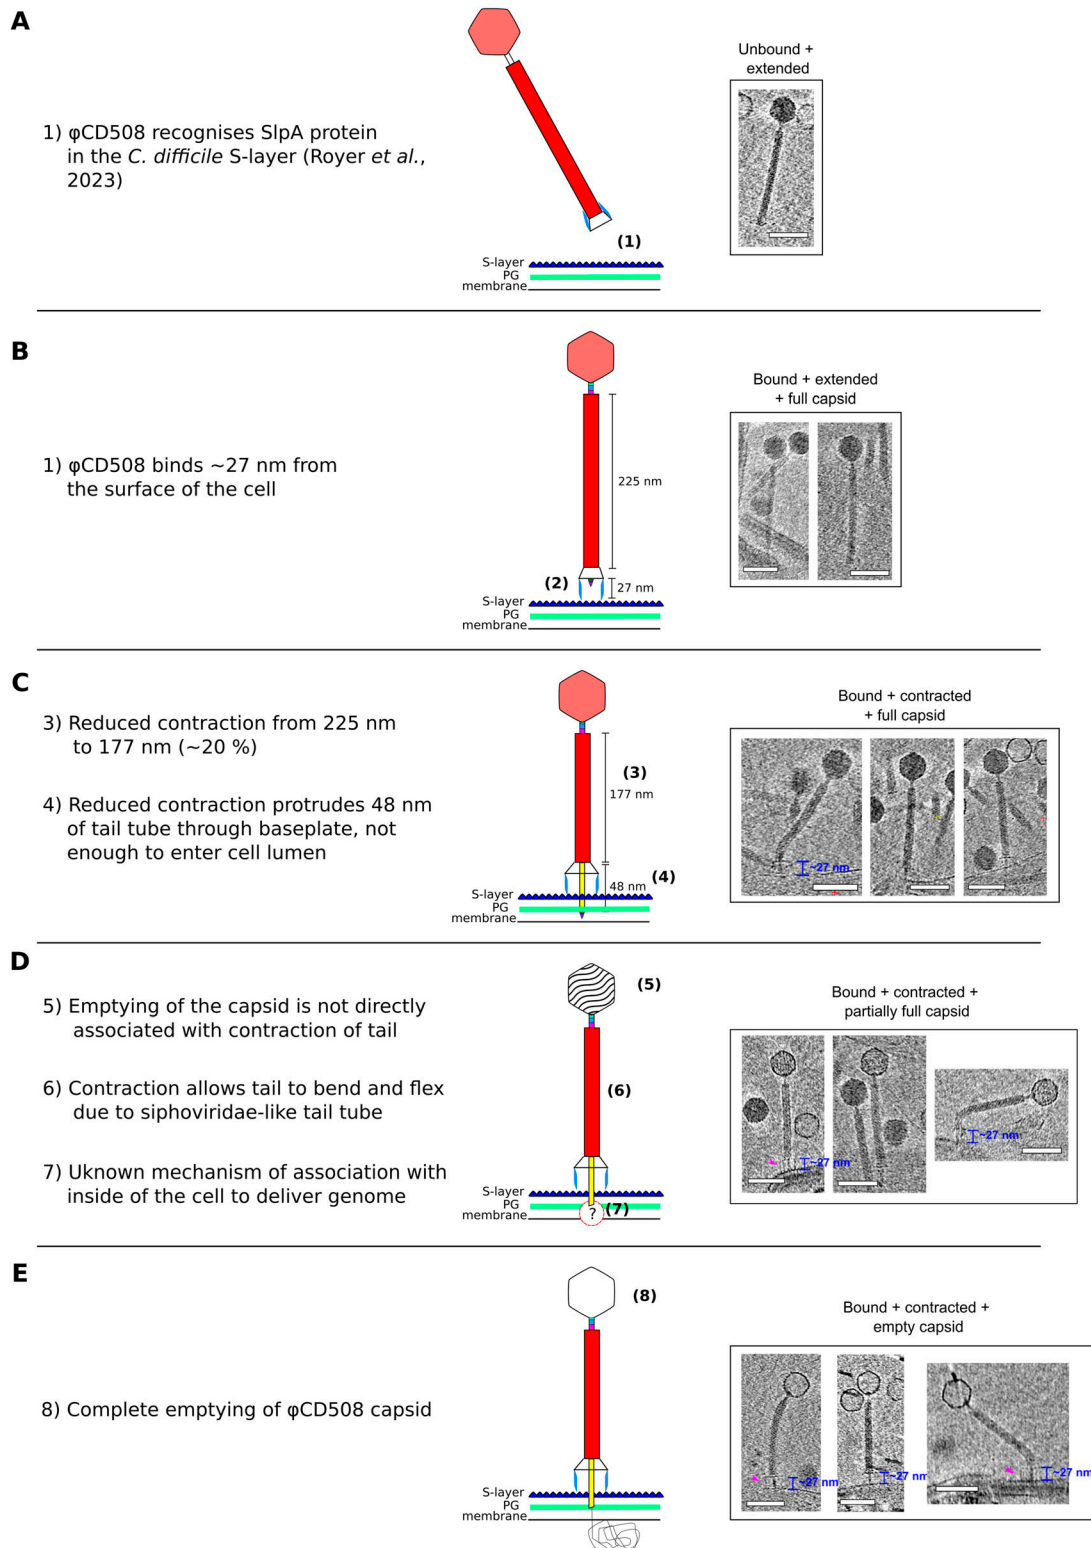 A
1) φCD508 recognises SlpA protein
in the C. difficile S-layer (Royer et al.,
2023)
(1)
S-layer
PG
membrane
Unbound +
extended
B
1) φCD508 binds ~27 nm from
the surface of the cell
225 nm
(2)
27 nm
S-layer
PG
membrane
Bound + extended
+ full capsid
C
3) Reduced contraction from 225 nm
to 177 nm (~20 %)
4) Reduced contraction protrudes 48 nm
of tail tube through baseplate, not
enough to enter cell lumen
(3)
177 nm
48 nm
(4)
S-layer
PG
membrane
Bound + contracted
+ full capsid
~27 nm
D
5) Emptying of the capsid is not directly
associated with contraction of tail
6) Contraction allows tail to bend and flex
due to siphoviridae-like tail tube
7) Uknown mechanism of association with
inside of the cell to deliver genome
(5)
(6)
S-layer
PG
membrane
?
(7)
Bound + contracted +
partially full capsid
~27 nm
~27 nm
E
8) Complete emptying of φCD508 capsid
(8)
S-layer
PG
membrane
Bound + contracted +
empty capsid
~27 nm
~27 nm
~27 nm